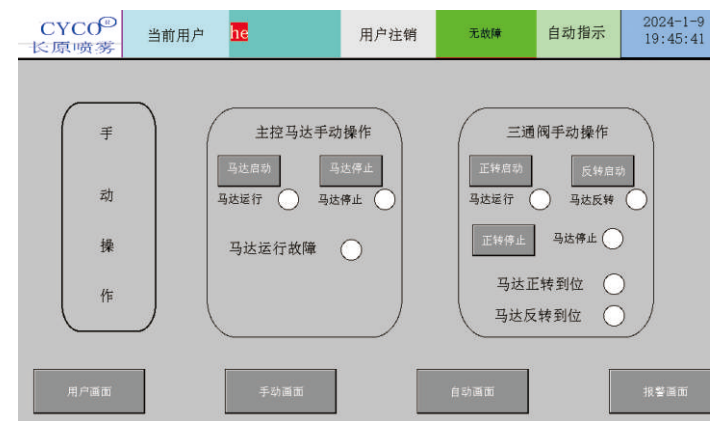 CYCO®
长原喷雾
当前用户
he
用户注销
无故障
自动指示
2024-1-9
19:45:41
手
动
操
作
主控马达手动操作
马达启动
马达停止
马达运行
马达停止
马达运行故障
三通阀手动操作
正转启动
反转启动
马达运行
马达反转
正转停止
马达停止
马达正转到位
马达反转到位
用户画面
手动画面
自动画面
报警画面